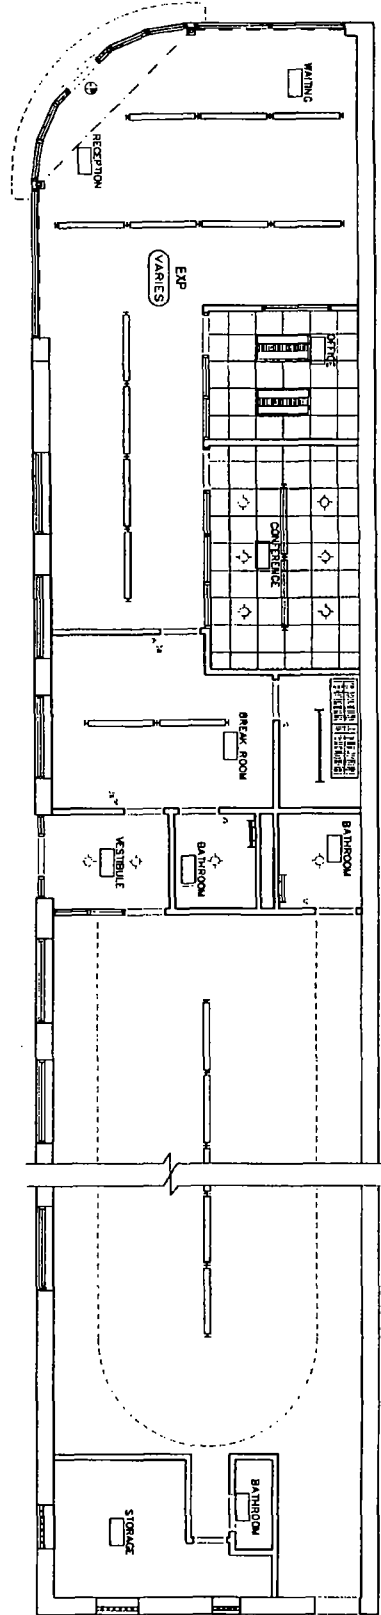 WAITING
RECEPTION
EXP
VARIES
OFFICE
CONFERENCE
BREAK ROOM
BATHROOM
BATHROOM
VESTIBULE
BATHROOM
STORAGE